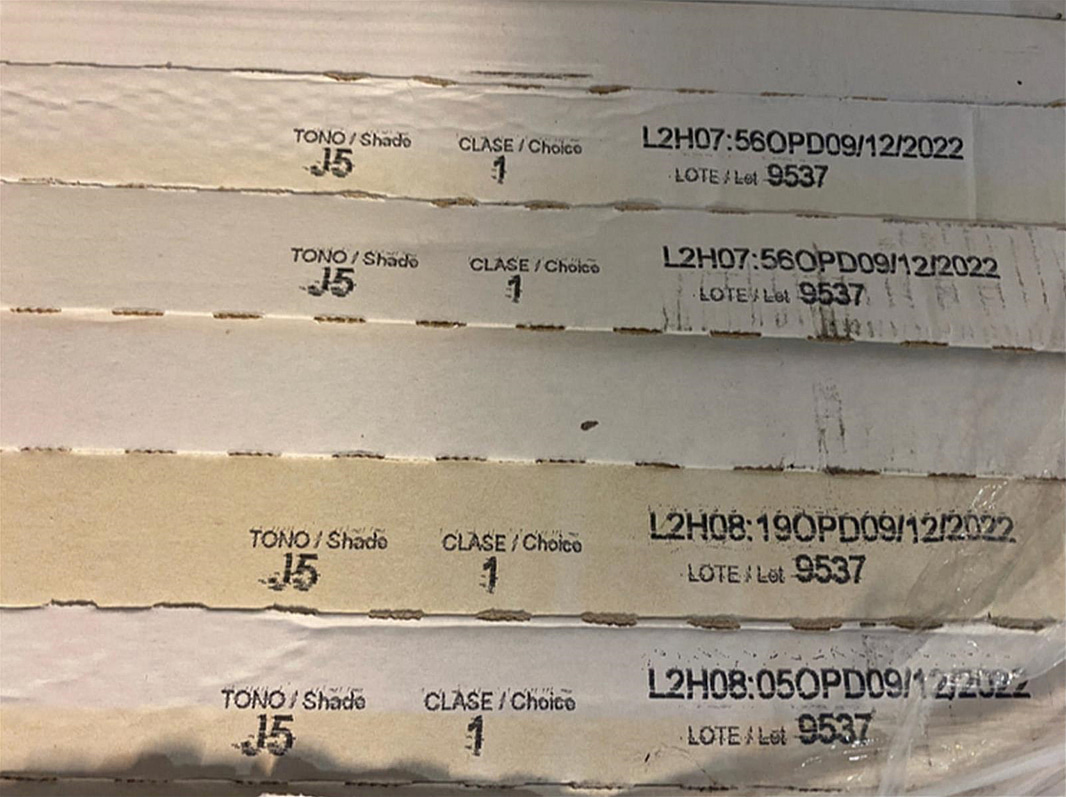 TONO / Shade CLASE / Choice L2H07:56OPD09/12/2022
J5 1 LOTE / Lot 9537
TONO / Shade CLASE / Choice L2H07:56OPD09/12/2022
J5 1 LOTE / Lot 9537
TONO / Shade CLASE / Choice L2H08:19OPD09/12/2022
J5 1 LOTE / Lot 9537
TONO / Shade CLASE / Choice L2H08:05OPD09/12/2022
J5 1 LOTE / Lot 9537